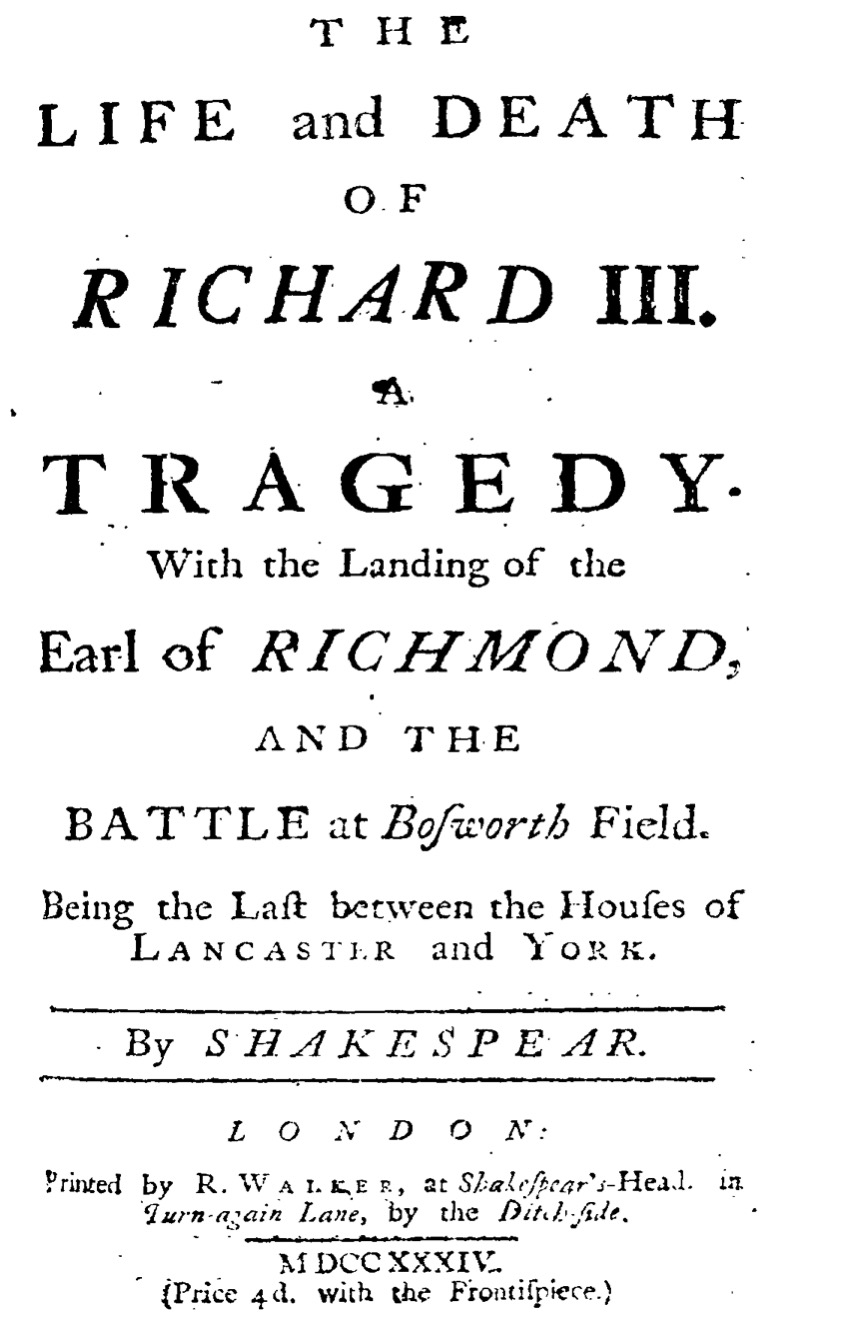 THE
LIFE and DEATH
OF
RICHARD III.
A
TRAGEDY.
With the Landing of the
Earl of RICHMOND,
AND THE
BATTLE at Boſworth Field.
Being the Laſt between the Houſes of
LANCASTER and YORK.
By SHAKESPEAR.
LONDON:
Printed by R. WALKER, at Shakeſpear's-Head. in
Turn-again Lane, by the Ditch-ſide.
MDCCXXXIV.
(Price 4d. with the Frontiſpiece.)